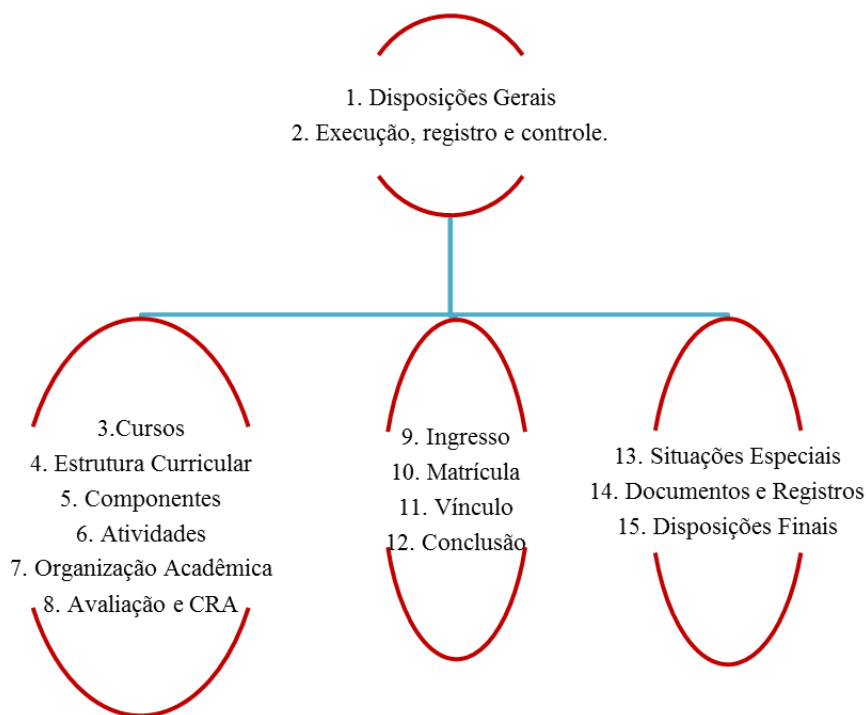 1. Disposições Gerais
2. Execução, registro e controle.
3.Cursos
4. Estrutura Curricular
5. Componentes
6. Atividades
7. Organização Acadêmica
8. Avaliação e CRA
9. Ingresso
10. Matrícula
11. Vínculo
12. Conclusão
13. Situações Especiais
14. Documentos e Registros
15. Disposições Finais